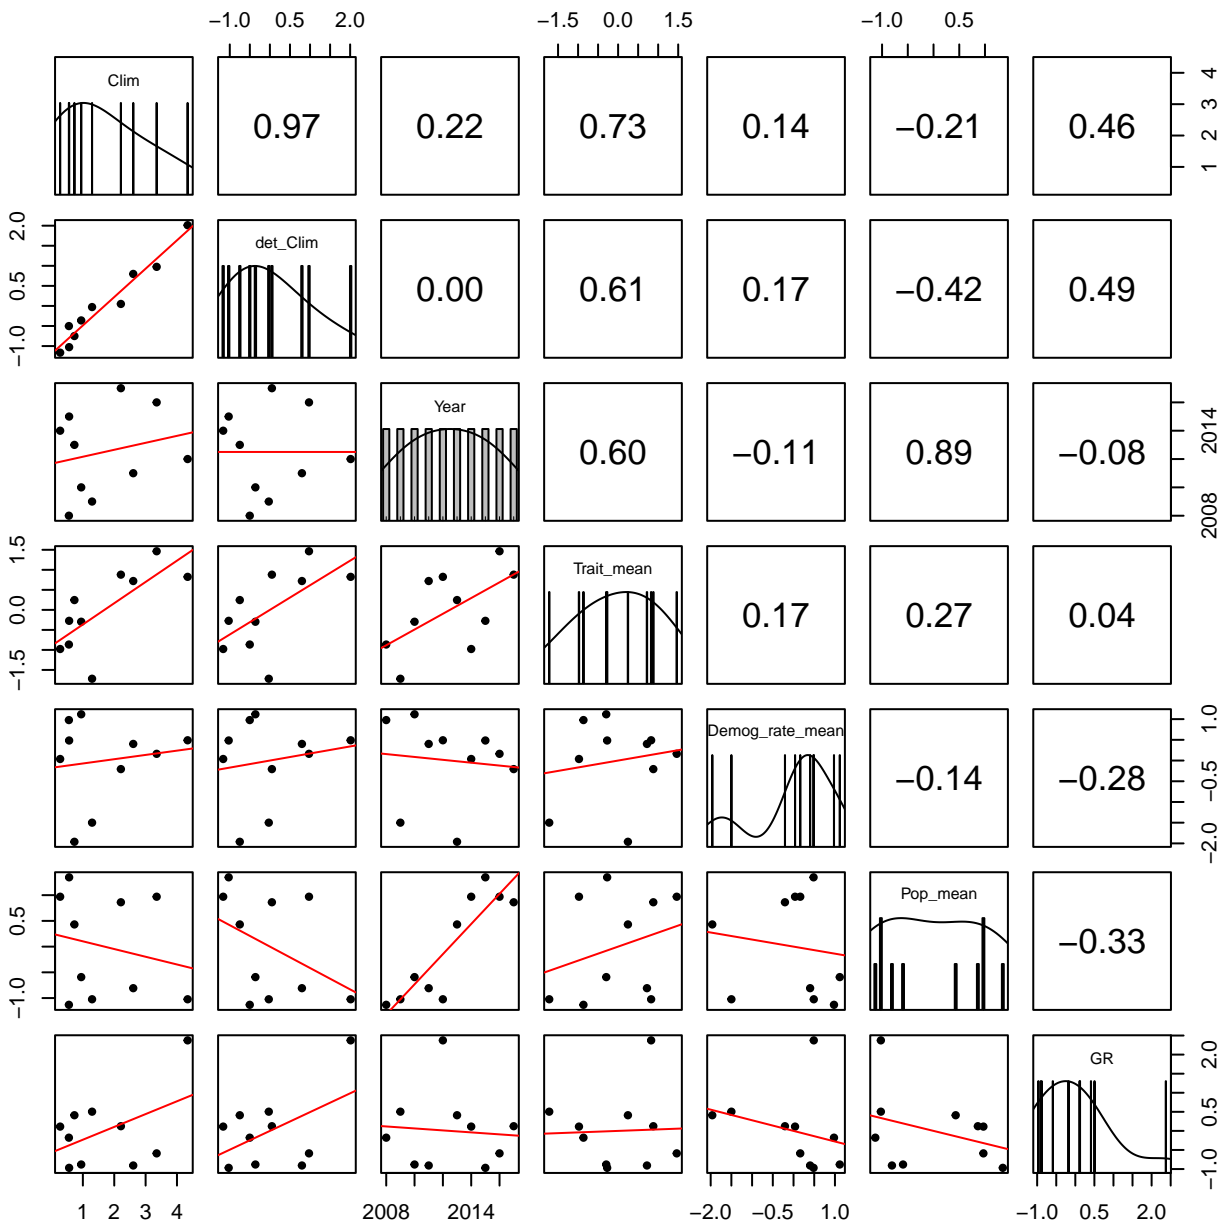 −1.0 0.5 2.0 −1.5 0.0 1.5 −1.0 0.5
Clim 0.97 0.22 0.73 0.14 −0.21 0.46 1 2 3 4
−1.0 0.5 2.0 det_Clim 0.00 0.61 0.17 −0.42 0.49
Year 0.60 −0.11 0.89 −0.08 2008 2014
−1.5 0.0 1.5 Trait_mean 0.17 0.27 0.04
Demog_rate_mean −0.14 −0.28 −2.0 −0.5 1.0
−1.0 0.5 Pop_mean −0.33
GR −1.0 0.5 2.0
1 2 3 4 2008 2014 −2.0 −0.5 1.0 −1.0 0.5 2.0